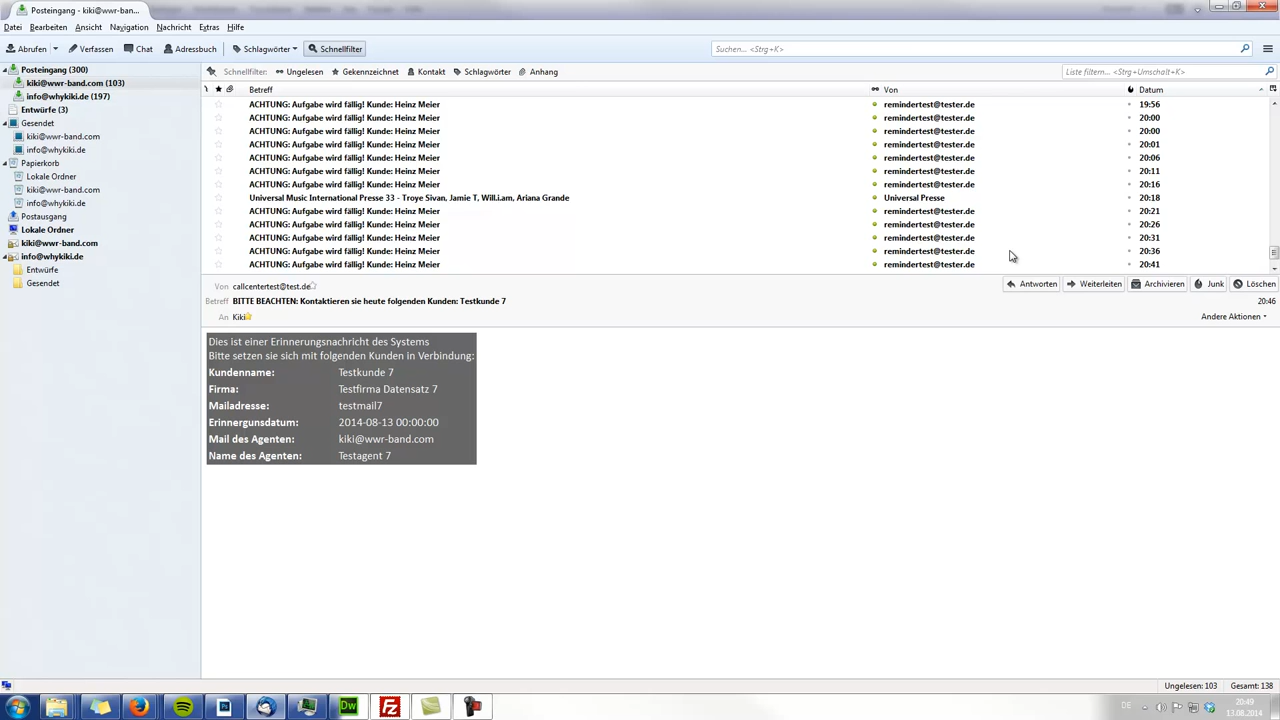 Posteingang - kiki@wwr-ban...
Datei Bearbeiten Ansicht Navigation Nachricht Extras Hilfe
Abrufen Verfassen Chat Adressbuch Schlagwörter Schnellfilter Suchen... <Strg+K>
Posteingang (300)
kiki@wwr-band.com (103)
info@whykiki.de (197)
Entwürfe (3)
Gesendet
kiki@wwr-band.com
info@whykiki.de
Papierkorb
Lokale Ordner
kiki@wwr-band.com
info@whykiki.de
Postausgang
Lokale Ordner
kiki@wwr-band.com
info@whykiki.de
Entwürfe
Gesendet
Schnellfilter: Ungelesen Gekennzeichnet Kontakt Schlagwörter Anhang Liste filtern... <Strg+Umschalt+K>
Betreff Von Datum
ACHTUNG: Aufgabe wird fällig! Kunde: Heinz Meier remindertest@tester.de 19:56
ACHTUNG: Aufgabe wird fällig! Kunde: Heinz Meier remindertest@tester.de 20:00
ACHTUNG: Aufgabe wird fällig! Kunde: Heinz Meier remindertest@tester.de 20:00
ACHTUNG: Aufgabe wird fällig! Kunde: Heinz Meier remindertest@tester.de 20:01
ACHTUNG: Aufgabe wird fällig! Kunde: Heinz Meier remindertest@tester.de 20:06
ACHTUNG: Aufgabe wird fällig! Kunde: Heinz Meier remindertest@tester.de 20:11
ACHTUNG: Aufgabe wird fällig! Kunde: Heinz Meier remindertest@tester.de 20:16
Universal Music International Presse 33 - Troye Sivan, Jamie T, Will.i.am, Ariana Grande Universal Presse 20:18
ACHTUNG: Aufgabe wird fällig! Kunde: Heinz Meier remindertest@tester.de 20:21
ACHTUNG: Aufgabe wird fällig! Kunde: Heinz Meier remindertest@tester.de 20:26
ACHTUNG: Aufgabe wird fällig! Kunde: Heinz Meier remindertest@tester.de 20:31
ACHTUNG: Aufgabe wird fällig! Kunde: Heinz Meier remindertest@tester.de 20:36
ACHTUNG: Aufgabe wird fällig! Kunde: Heinz Meier remindertest@tester.de 20:41
Von callcentertest@test.de Antworten Weiterleiten Archivieren Junk Löschen
Betreff BITTE BEACHTEN: Kontaktieren sie heute folgenden Kunden: Testkunde 7 20:46
An Kiki Andere Aktionen
Dies ist einer Erinnerungsnachricht des Systems
Bitte setzen sie sich mit folgenden Kunden in Verbindung:
Kundenname: Testkunde 7
Firma: Testfirma Datensatz 7
Mailadresse: testmail7
Erinnergunsdatum: 2014-08-13 00:00:00
Mail des Agenten: kiki@wwr-band.com
Name des Agenten: Testagent 7
Ungelesen: 103 Gesamt: 138
Dw
DE
20:49
13.08.2014